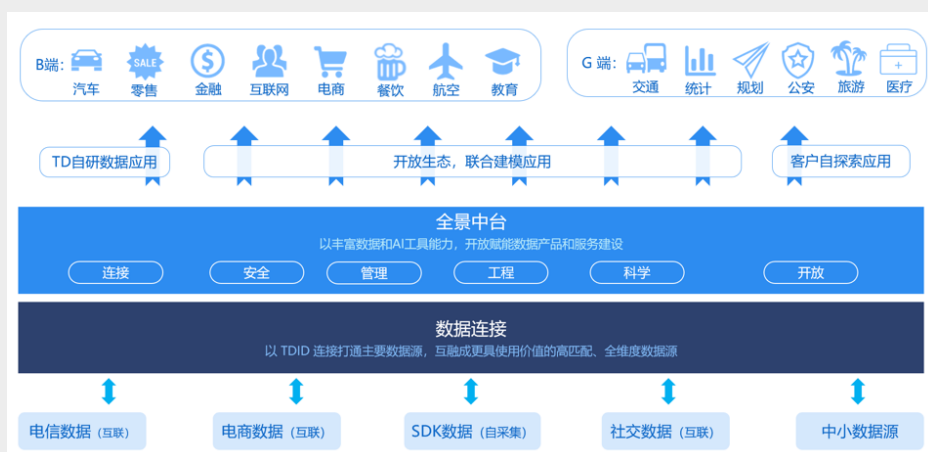 B端:
汽车
SALE
零售
$
金融
互联网
电商
餐饮
航空
教育
G 端:
交通
统计
规划
公安
旅游
医疗
TD自研数据应用
开放生态，联合建模应用
客户自探索应用
全景中台
以丰富数据和AI工具能力，开放赋能数据产品和服务建设
连接
安全
管理
工程
科学
开放
数据连接
以 TDID 连接打通主要数据源，互融成更具使用价值的高匹配、全维度数据源
电信数据（互联）
电商数据（互联）
SDK数据（自采集）
社交数据（互联）
中小数据源